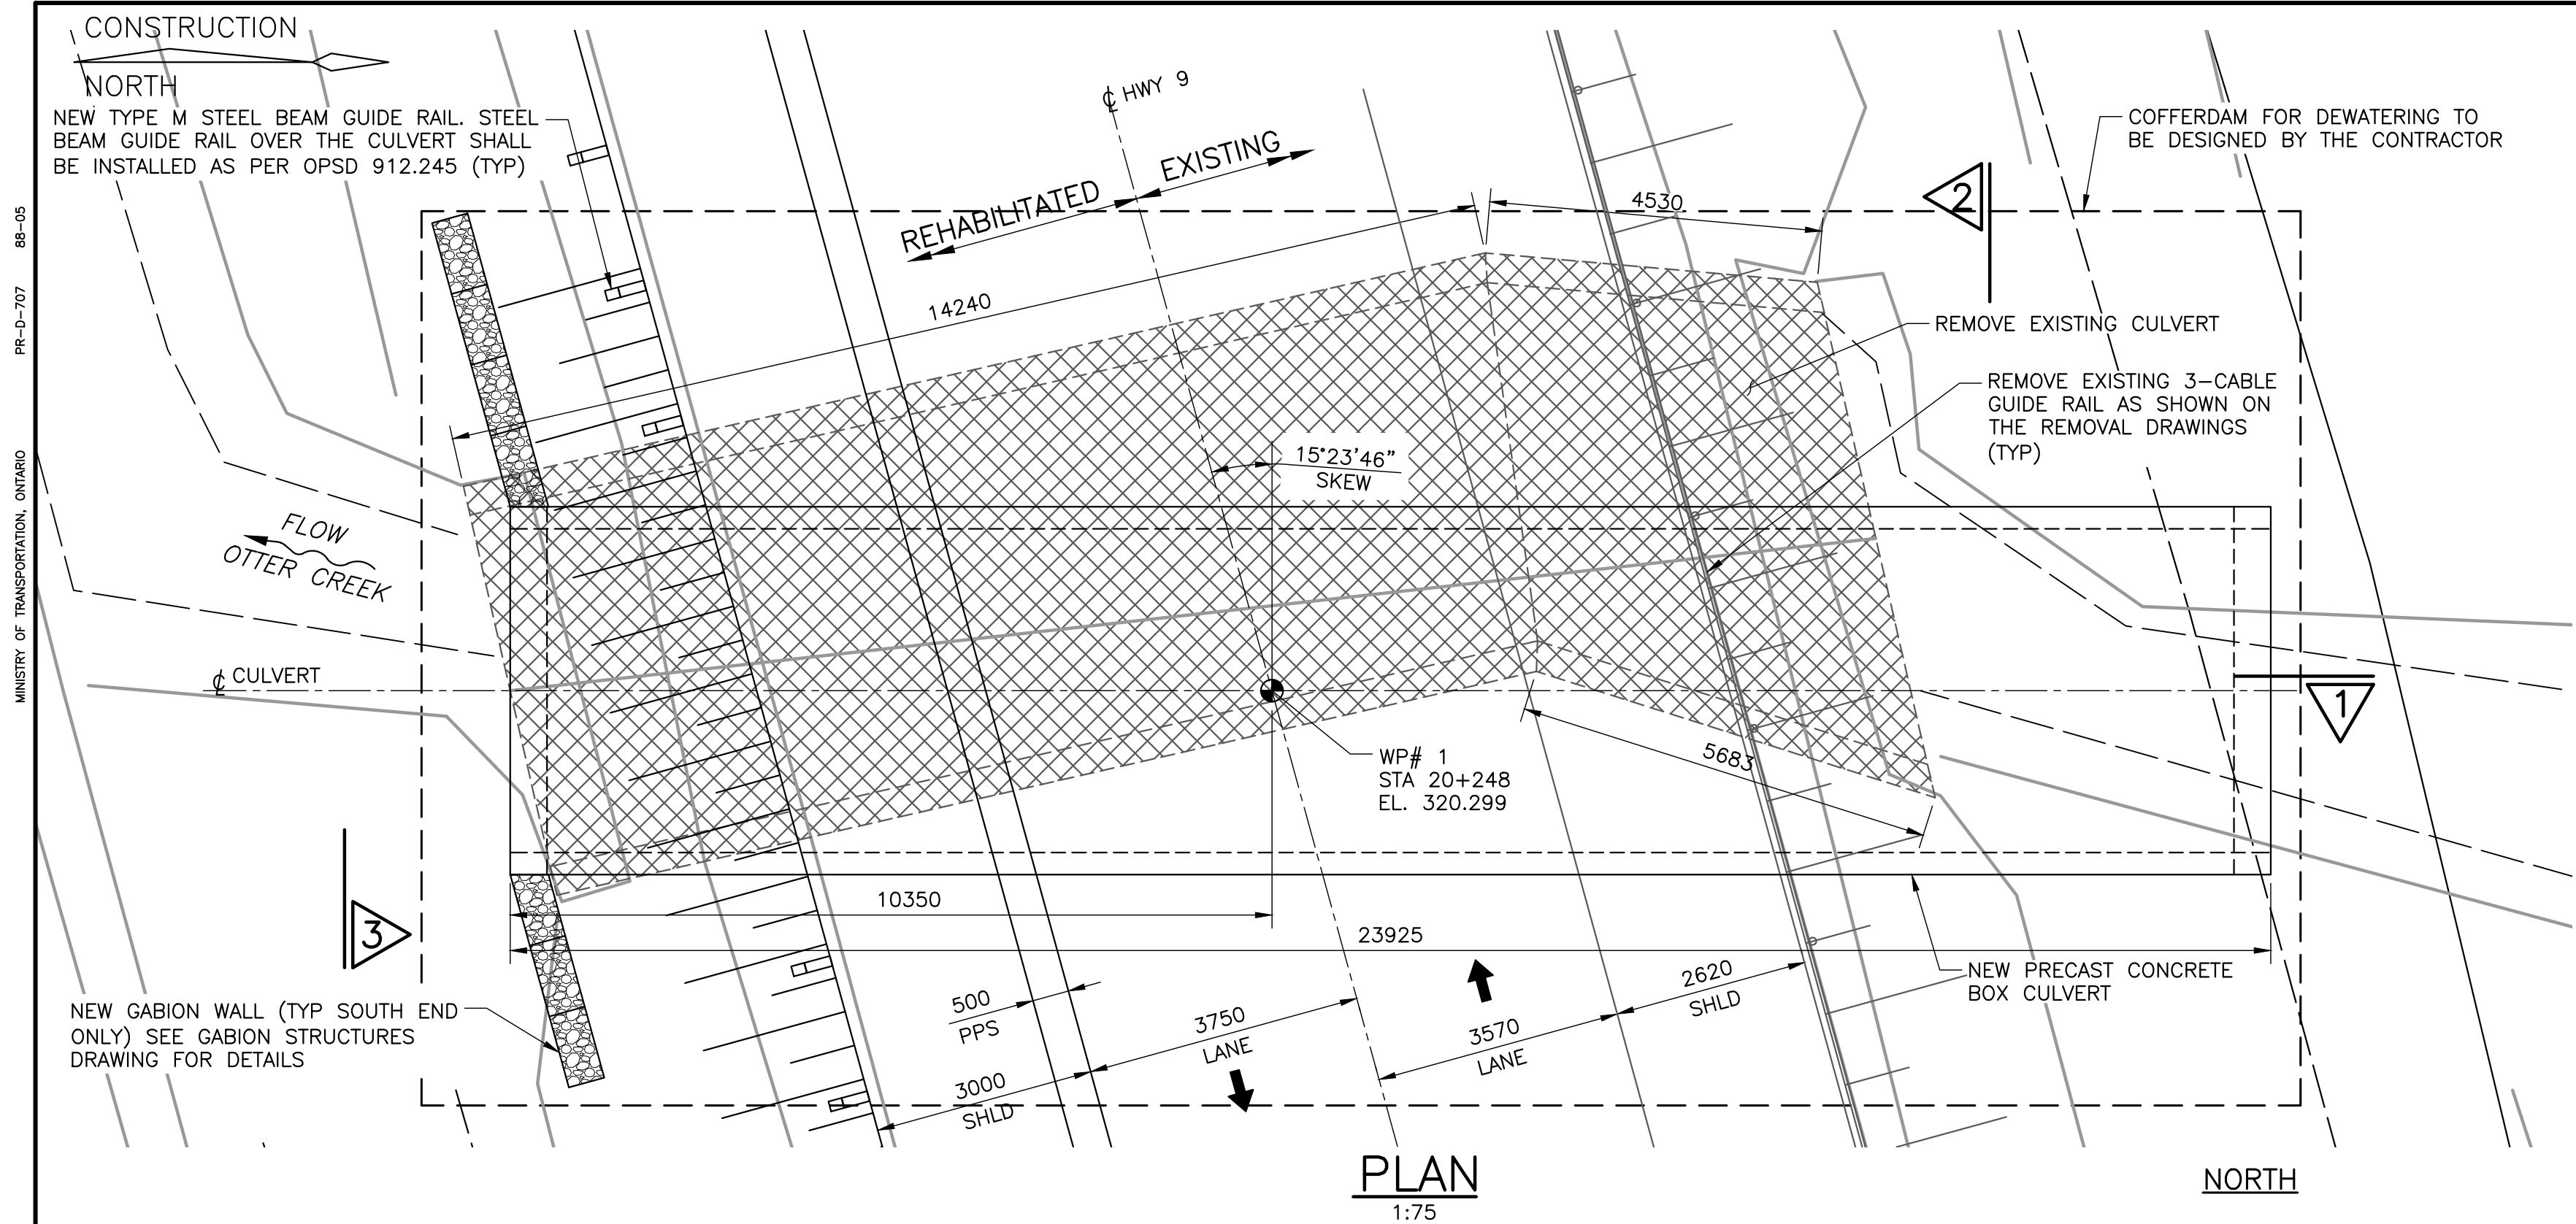 CONSTRUCTION
NORTH
NEW TYPE M STEEL BEAM GUIDE RAIL. STEEL
BEAM GUIDE RAIL OVER THE CULVERT SHALL
BE INSTALLED AS PER OPSD 912.245 (TYP)
℄ HWY 9
REHABILITATED
EXISTING
COFFERDAM FOR DEWATERING TO
BE DESIGNED BY THE CONTRACTOR
2
4530
14240
REMOVE EXISTING CULVERT
REMOVE EXISTING 3-CABLE
GUIDE RAIL AS SHOWN ON
THE REMOVAL DRAWINGS
(TYP)
15°23'46"
SKEW
FLOW
OTTER CREEK
℄ CULVERT
1
WP# 1
STA 20+248
EL. 320.299
5683
10350
3
23925
NEW PRECAST CONCRETE
BOX CULVERT
NEW GABION WALL (TYP SOUTH END
ONLY) SEE GABION STRUCTURES
DRAWING FOR DETAILS
500
PPS
3750
LANE
3570
LANE
2620
SHLD
3000
SHLD
PLAN
1:75
NORTH
MINISTRY OF TRANSPORTATION, ONTARIO
PR-D-707
88-05